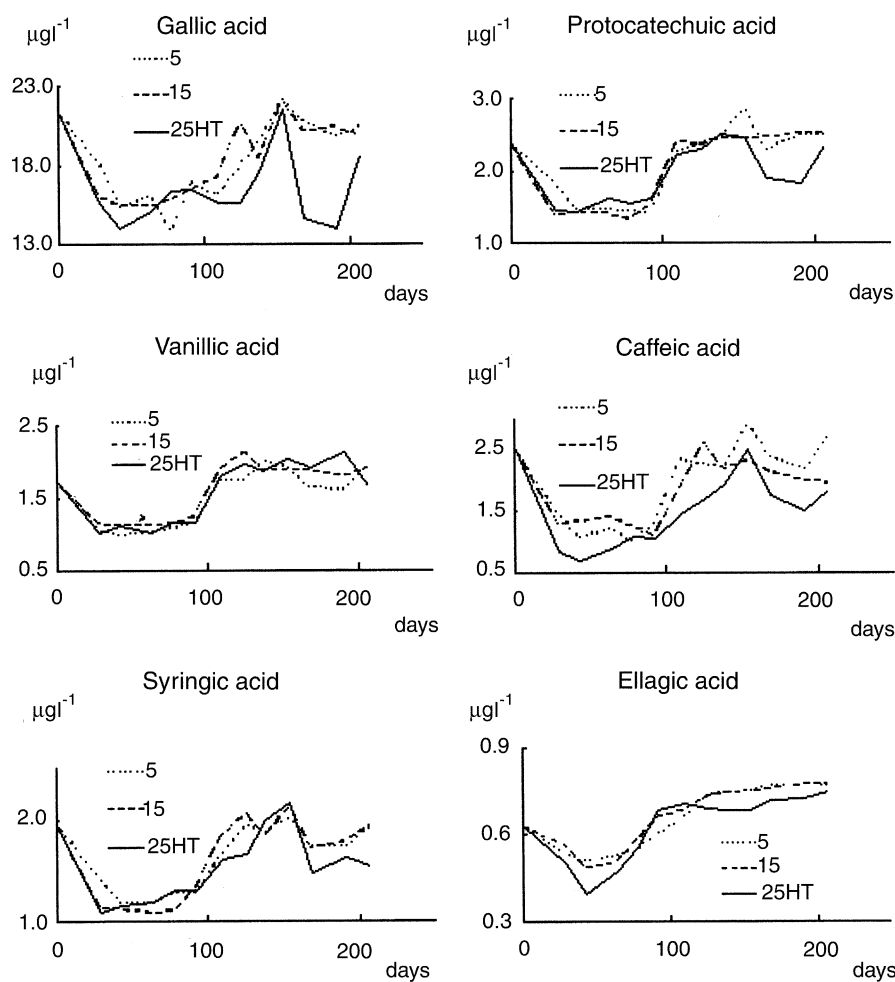 Gallic acid
µgl⁻¹
5
15
25HT
23.0
18.0
13.0
0 100 200
days
Protocatechuic acid
µgl⁻¹
5
15
25HT
3.0
2.0
1.0
0 100 200
days
Vanillic acid
µgl⁻¹
5
15
25HT
2.5
1.5
0.5
0 100 200
days
Caffeic acid
µgl⁻¹
5
15
25HT
2.5
1.5
0.5
0 100 200
days
Syringic acid
µgl⁻¹
5
15
25HT
2.0
1.0
0 100 200
days
Ellagic acid
µgl⁻¹
0.9
0.6
0.3
5
15
25HT
0 100 200
days